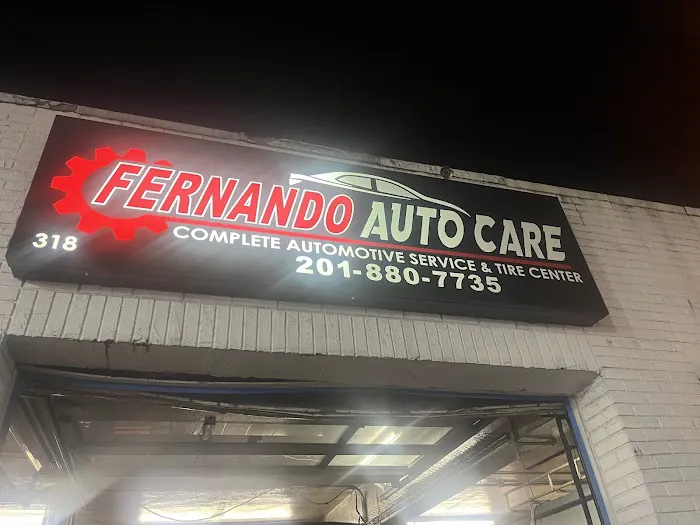 FERNANDO AUTO CARE
COMPLETE AUTOMOTIVE SERVICE & TIRE CENTER
318
201-880-7735